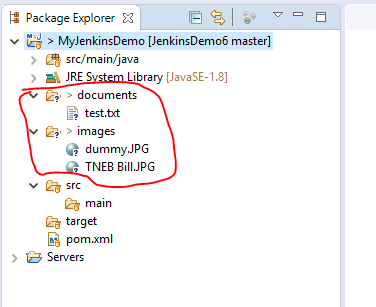 Package Explorer
> MyJenkinsDemo [JenkinsDemo6 master]
src/main/java
JRE System Library [JavaSE-1.8]
> documents
test.txt
> images
dummy.JPG
TNEB Bill.JPG
src
main
target
pom.xml
Servers